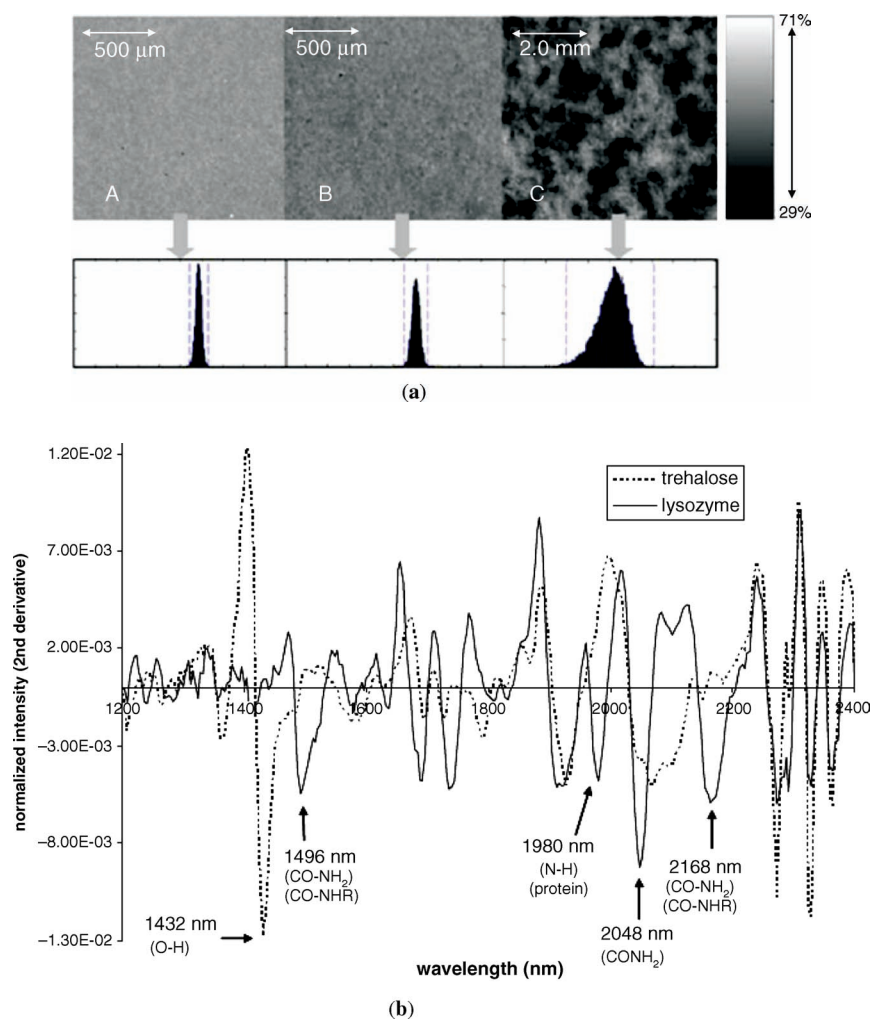 500 μm
500 μm
2.0 mm
71%
A
B
C
29%
(a)
1.20E-02
7.00E-03
2.00E-03
−3.00E-03
−8.00E-03
−1.30E-02
normalized intensity (2nd derivative)
trehalose
lysozyme
1200
1400
1600
1800
2000
2200
2400
1496 nm
(CO-NH₂)
(CO-NHR)
1432 nm
(O-H)
1980 nm
(N-H)
(protein)
2048 nm
(CONH₂)
2168 nm
(CO-NH₂)
(CO-NHR)
wavelength (nm)
(b)